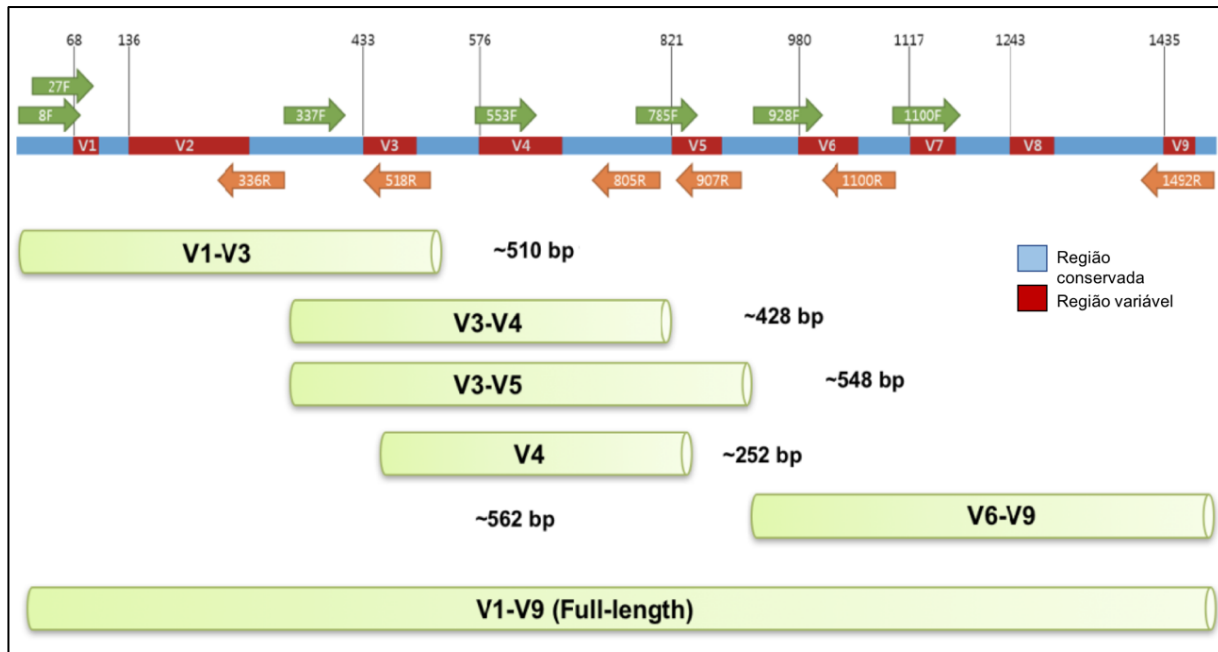 68 136 433 576 821 980 1117 1243 1435
27F
8F 337F 553F 785F 928F 1100F
V1 V2 V3 V4 V5 V6 V7 V8 V9
336R 518R 805R 907R 1100R 1492R
V1-V3 ~510 bp
Região
conservada
Região variável
V3-V4 ~428 bp
V3-V5 ~548 bp
V4 ~252 bp
~562 bp V6-V9
V1-V9 (Full-length)